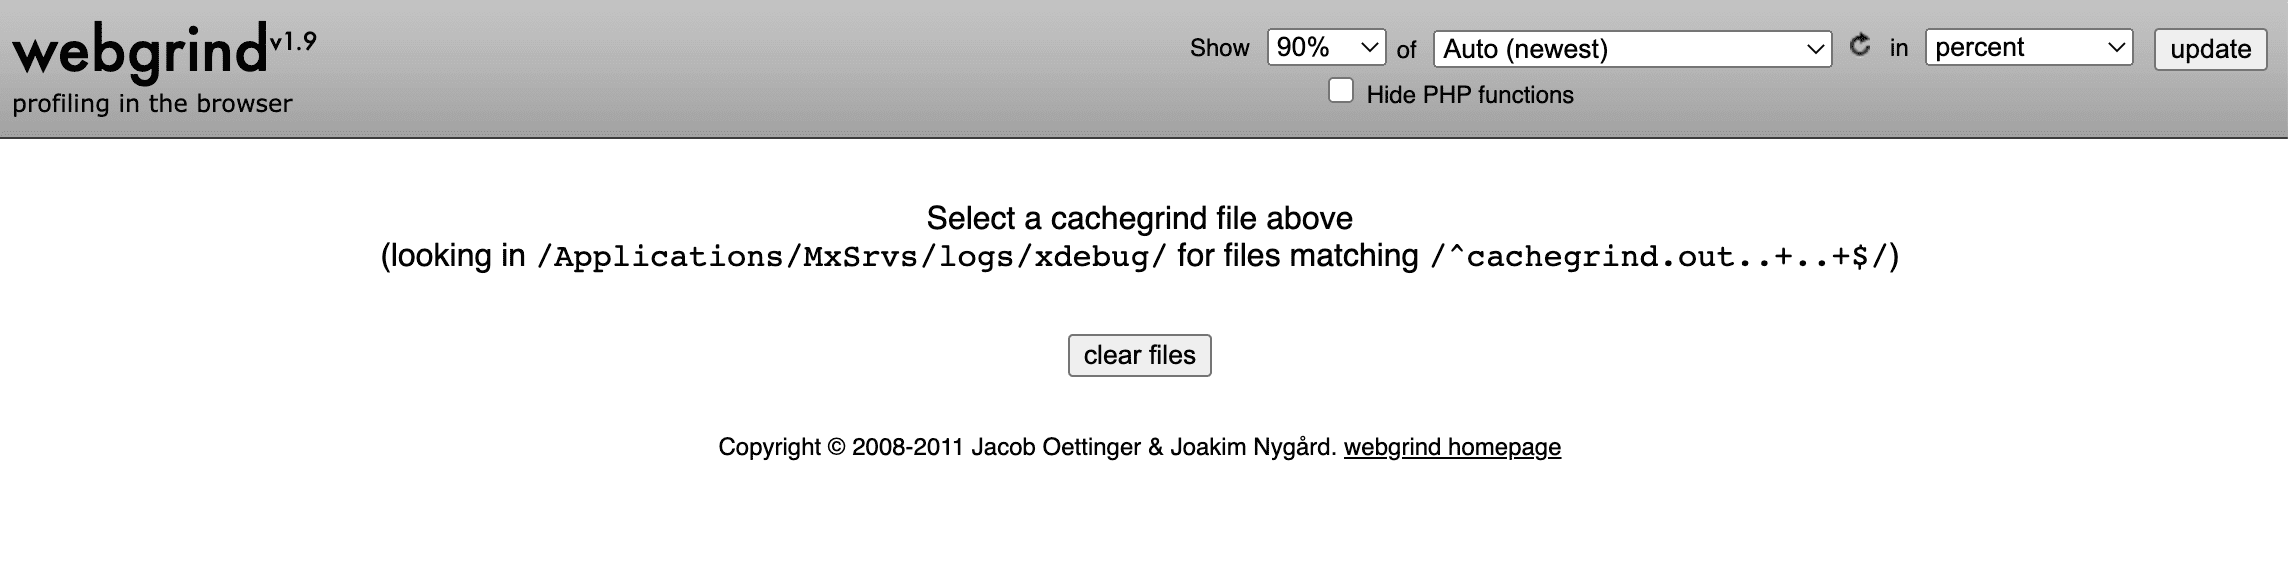 webgrind v1.9
profiling in the browser
Show 90% of Auto (newest) in percent update
Hide PHP functions
Select a cachegrind file above
(looking in /Applications/MxSrvs/logs/xdebug/ for files matching /^cachegrind.out..+..+$/)
clear files
Copyright © 2008-2011 Jacob Oettinger & Joakim Nygård. webgrind homepage